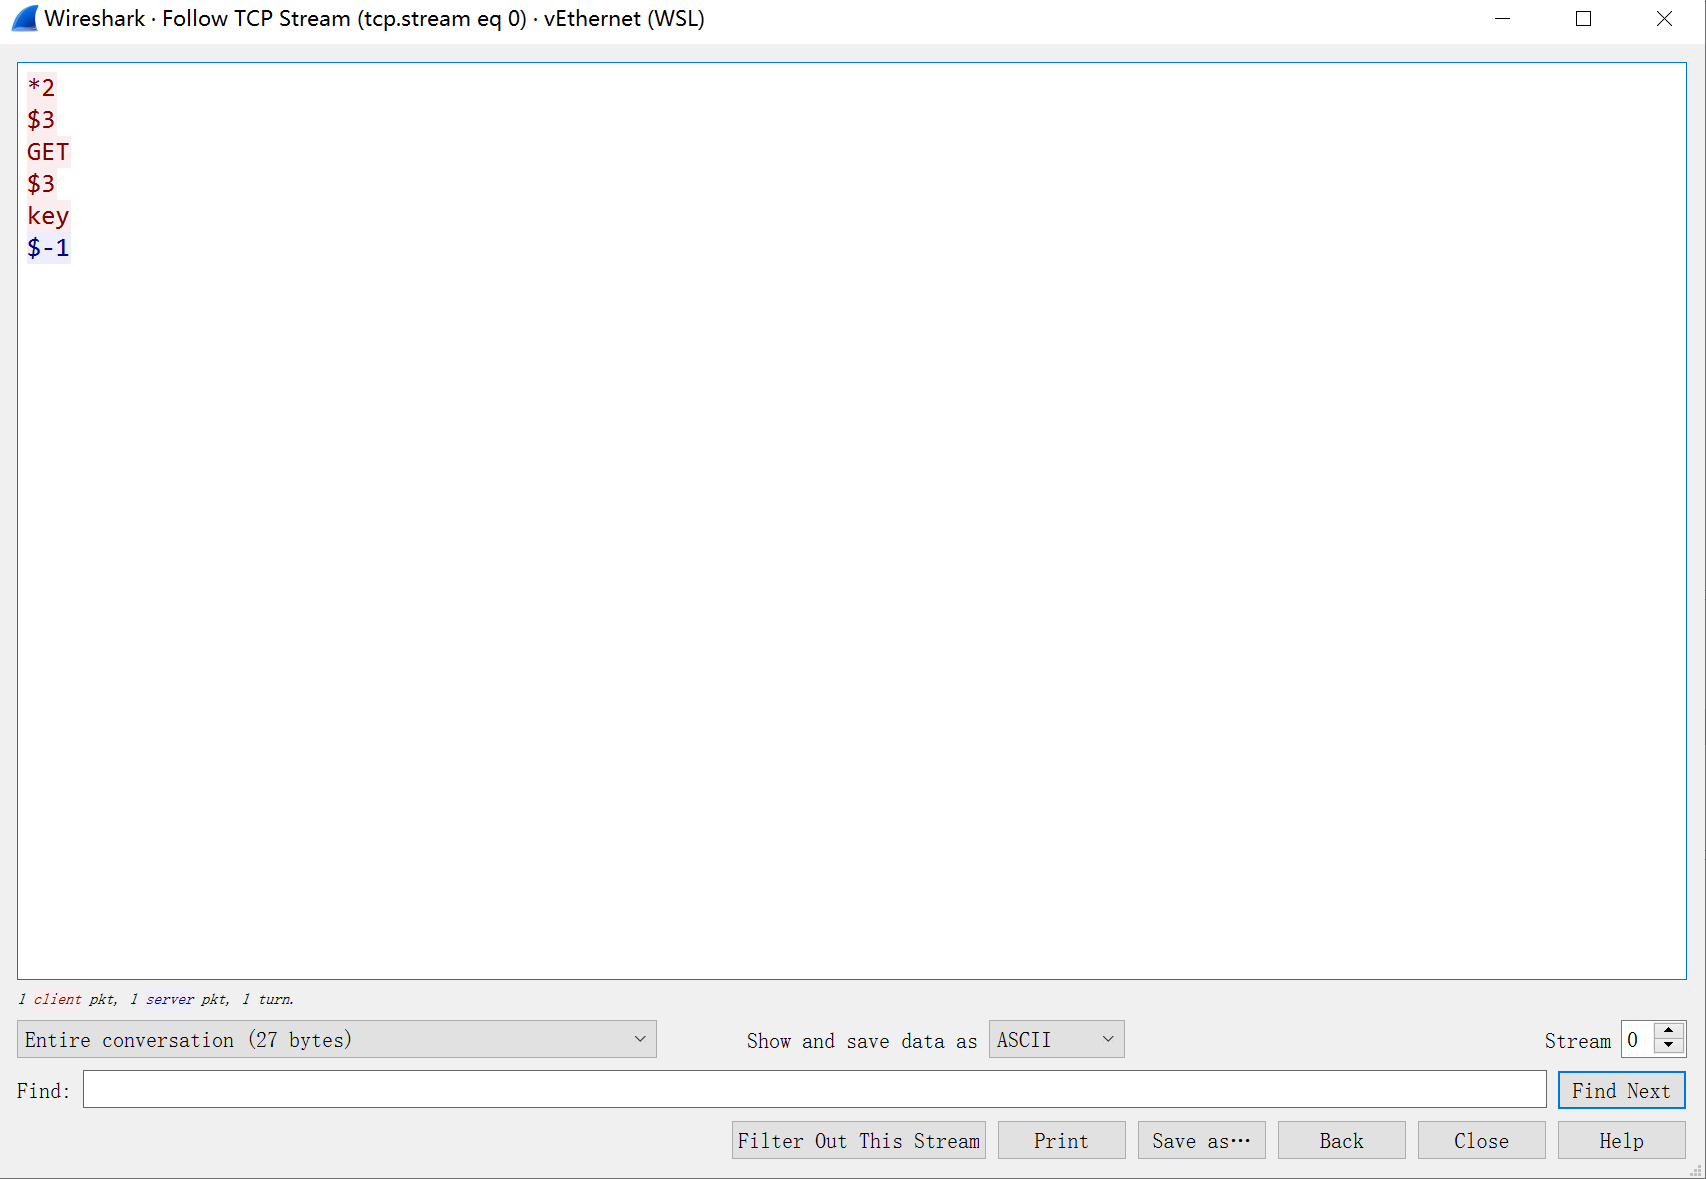 Wireshark · Follow TCP Stream (tcp.stream eq 0) · vEthernet (WSL)
*2
$3
GET
$3
key
$-1
1 client pkt, 1 server pkt, 1 turn.
Entire conversation (27 bytes)
Show and save data as
ASCII
Stream
0
Find:
Find Next
Filter Out This Stream
Print
Save as…
Back
Close
Help